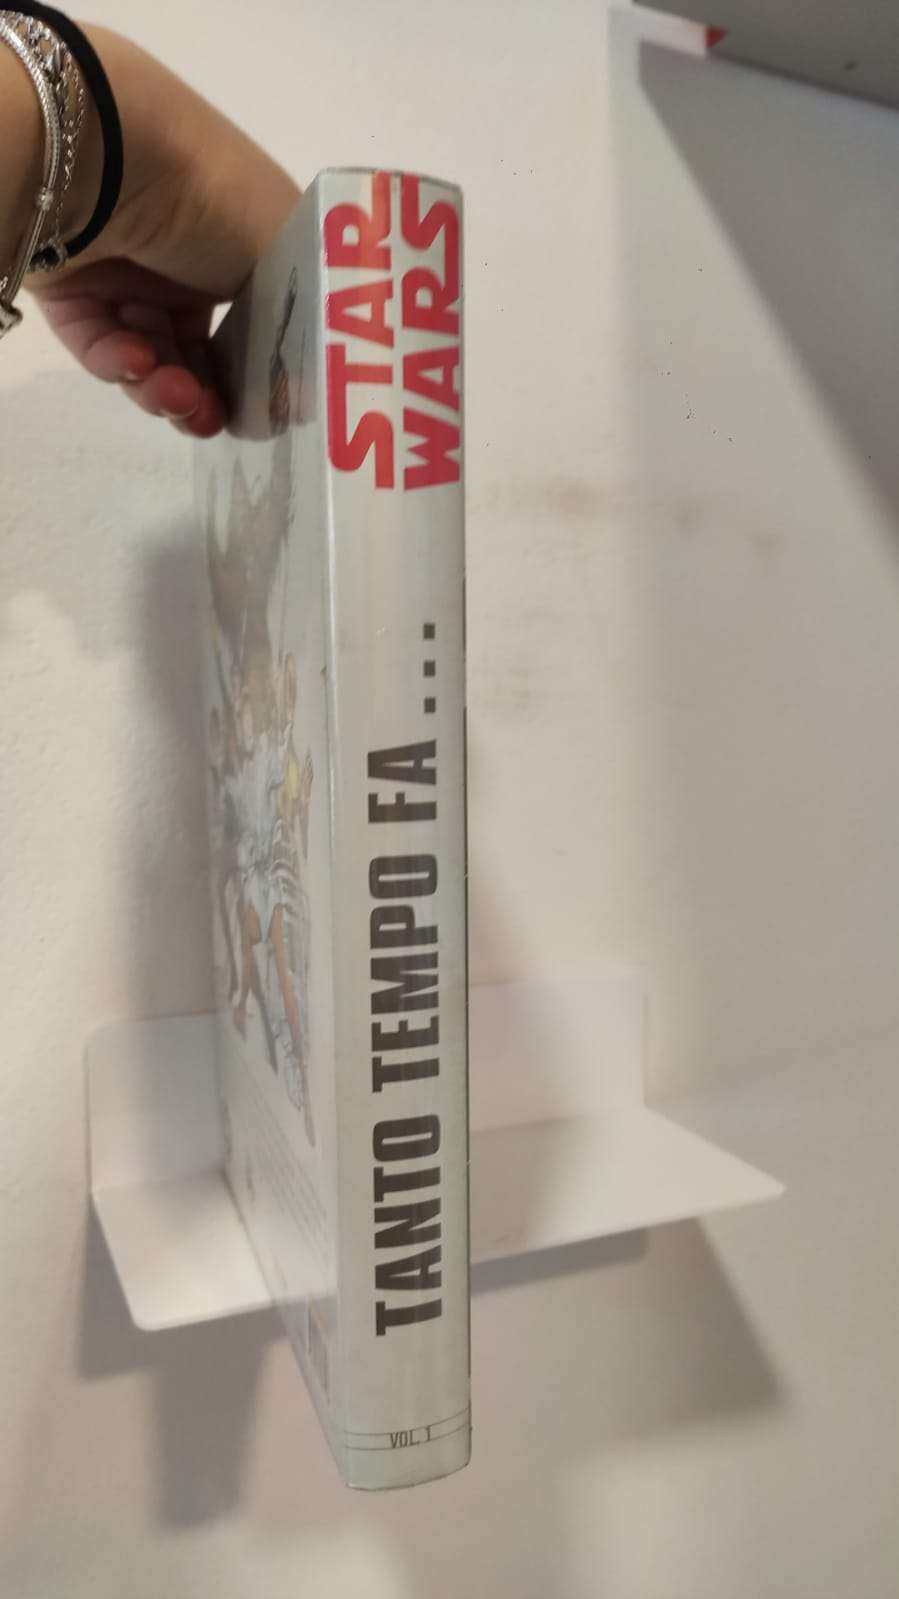 STAR
WARS
TANTO TEMPO FA...
VOL. 1